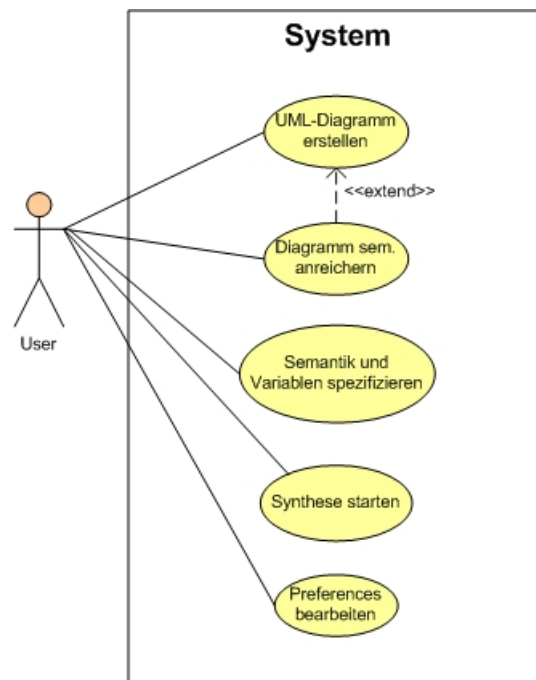 System
UML-Diagramm
erstellen
<<extend>>
Diagramm sem.
anreichern
User
Semantik und
Variablen spezifizieren
Synthese starten
Preferences
bearbeiten